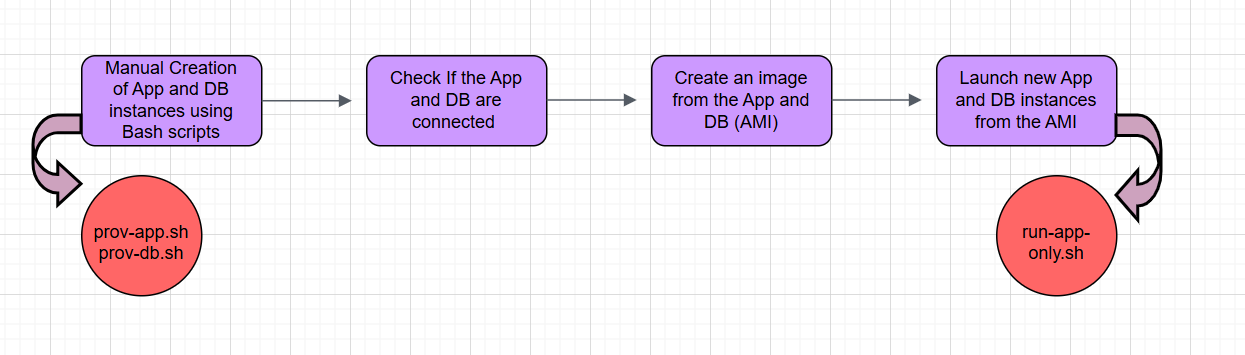 Manual Creation
of App and DB
instances using
Bash scripts
Check If the App
and DB are
connected
Create an image
from the App and
DB (AMI)
Launch new App
and DB instances
from the AMI
prov-app.sh
prov-db.sh
run-app-
only.sh